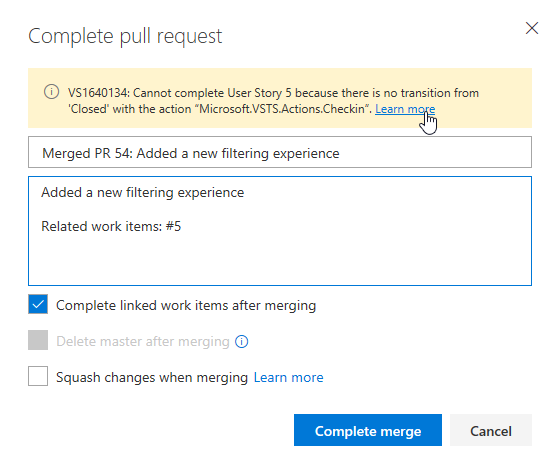 Complete pull request
VS1640134: Cannot complete User Story 5 because there is no transition from
'Closed' with the action “Microsoft.VSTS.Actions.Checkin”. Learn more
Merged PR 54: Added a new filtering experience
Added a new filtering experience
Related work items: #5
Complete linked work items after merging
Delete master after merging
Squash changes when merging Learn more
Complete merge Cancel